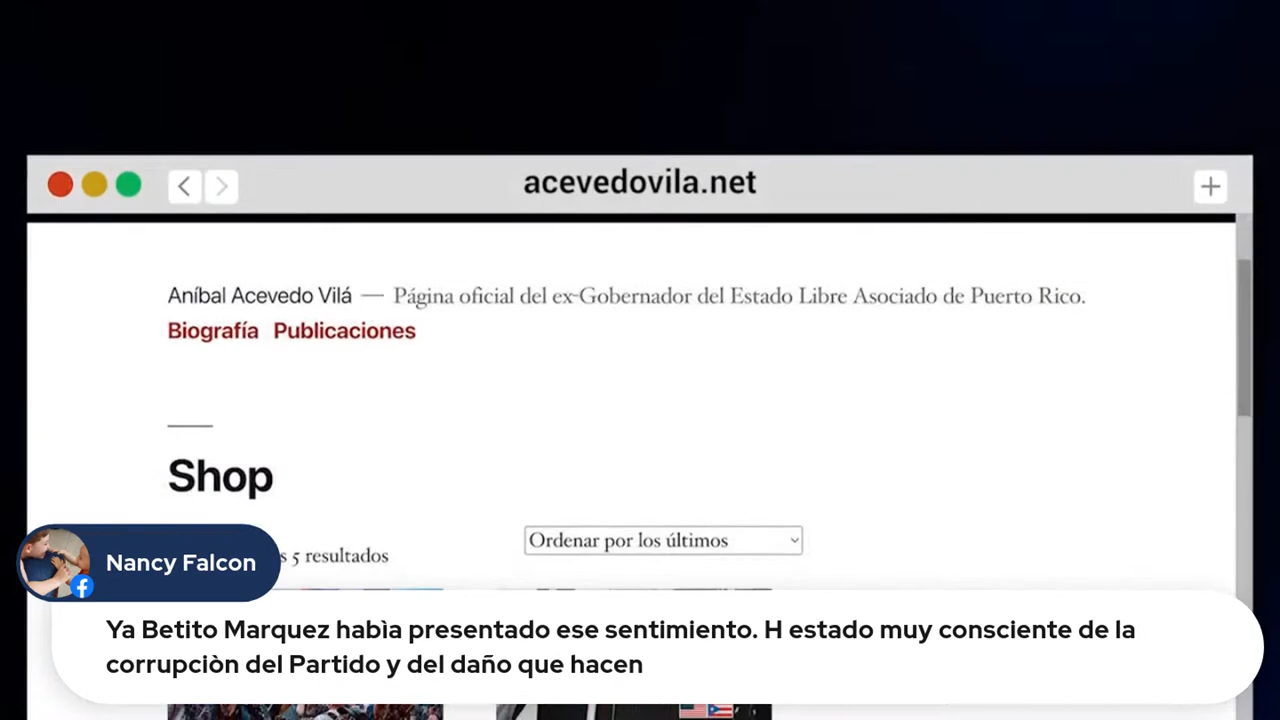 acevedovila.net
Aníbal Acevedo Vilá — Página oficial del ex-Gobernador del Estado Libre Asociado de Puerto Rico.
Biografía Publicaciones
Shop
5 resultados
Ordenar por los últimos
Nancy Falcon
Ya Betito Marquez habìa presentado ese sentimiento. H estado muy consciente de la
corrupciòn del Partido y del daño que hacen